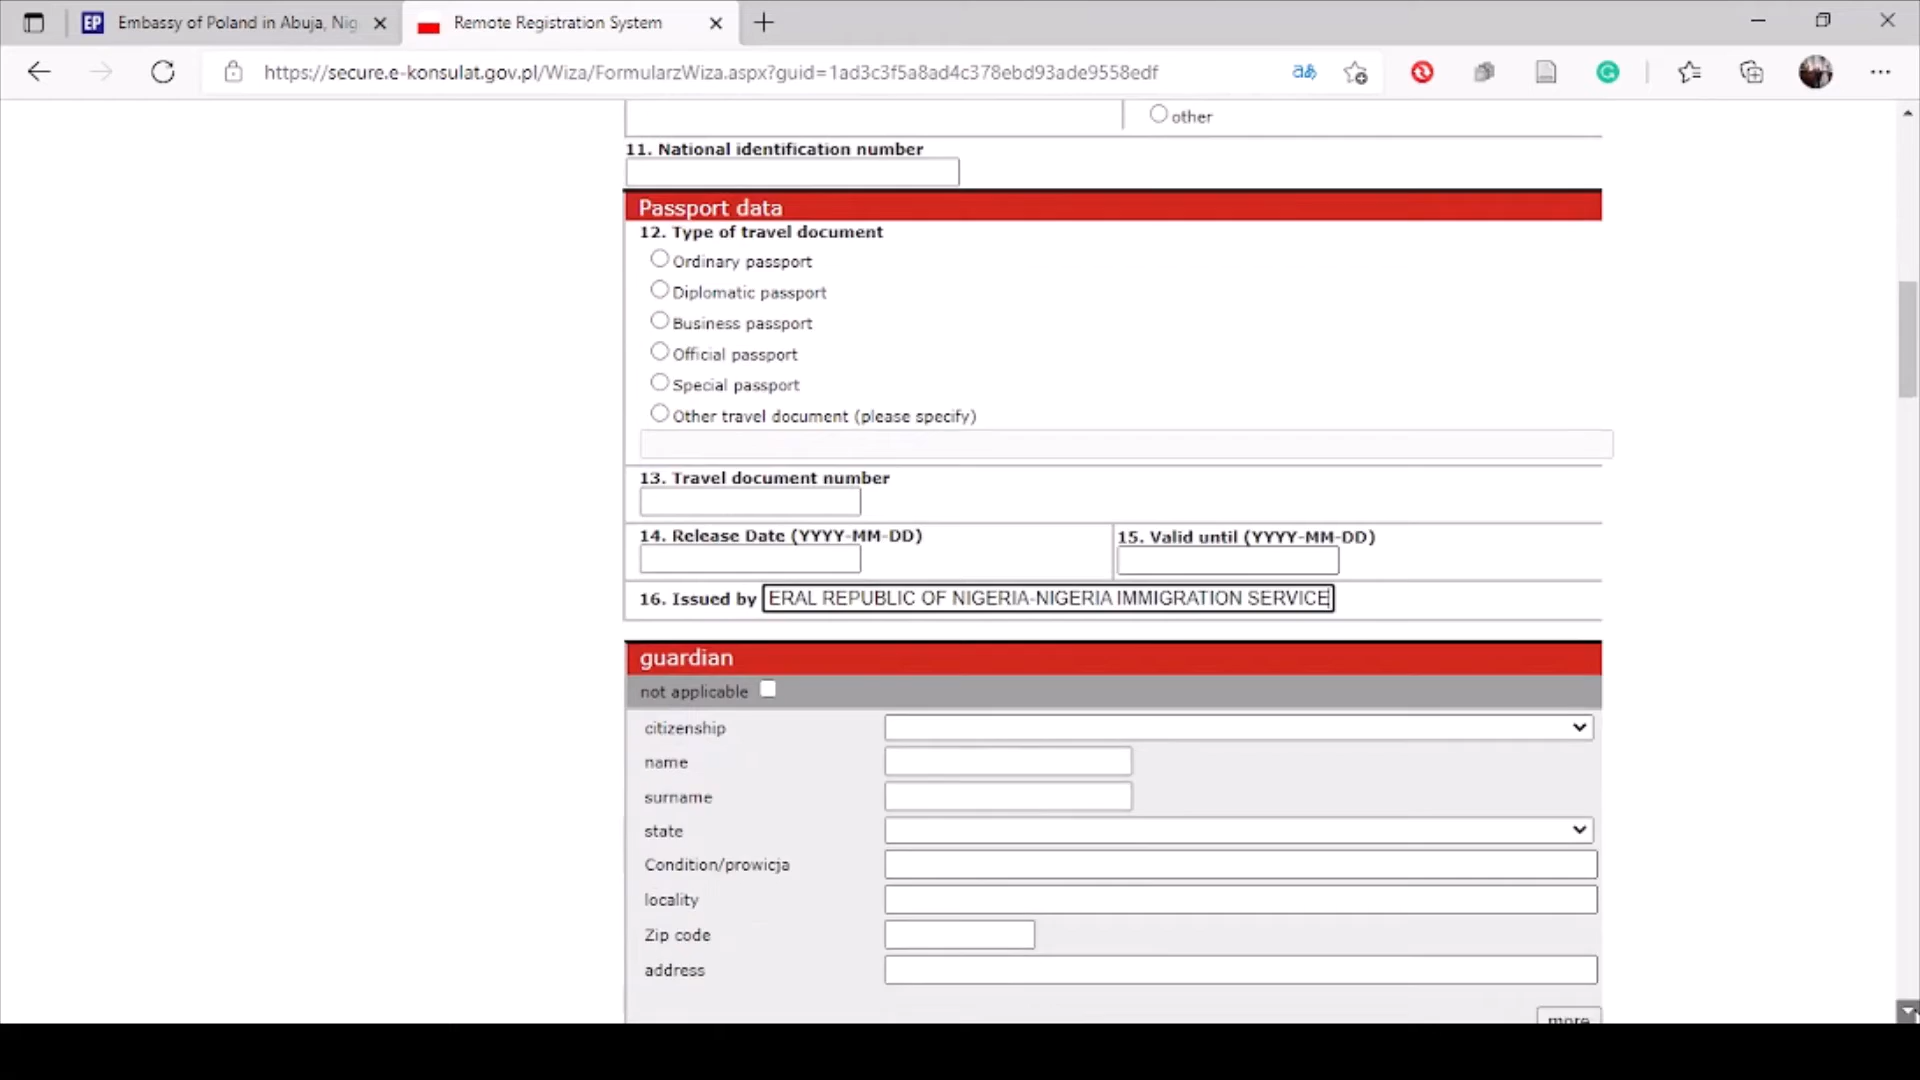 Embassy of Poland in Abuja, Nig
Remote Registration System
https://secure.e-konsulat.gov.pl/Wiza/FormularzWiza.aspx?guid=1ad3c3f5a8ad4c378ebd93ade9558edf
other
11. National identification number
Passport data
12. Type of travel document
Ordinary passport
Diplomatic passport
Business passport
Official passport
Special passport
Other travel document (please specify)
13. Travel document number
14. Release Date (YYYY-MM-DD)
15. Valid until (YYYY-MM-DD)
16. Issued by ERAL REPUBLIC OF NIGERIA-NIGERIA IMMIGRATION SERVICE
guardian
not applicable
citizenship
name
surname
state
Condition/prowicja
locality
Zip code
address
more